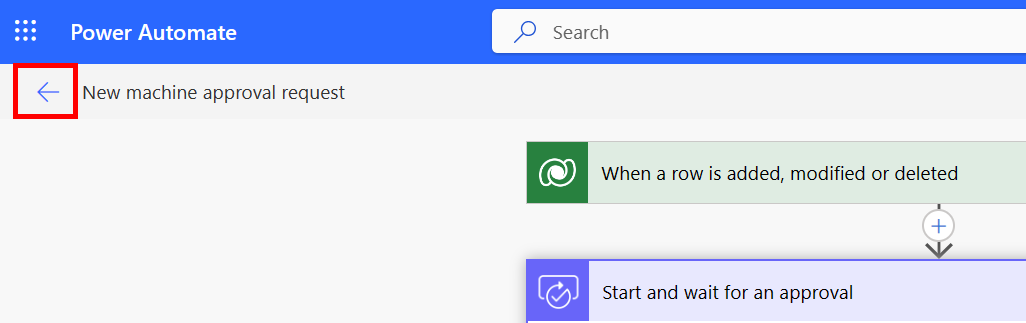 Power Automate
Search
New machine approval request
When a row is added, modified or deleted
Start and wait for an approval